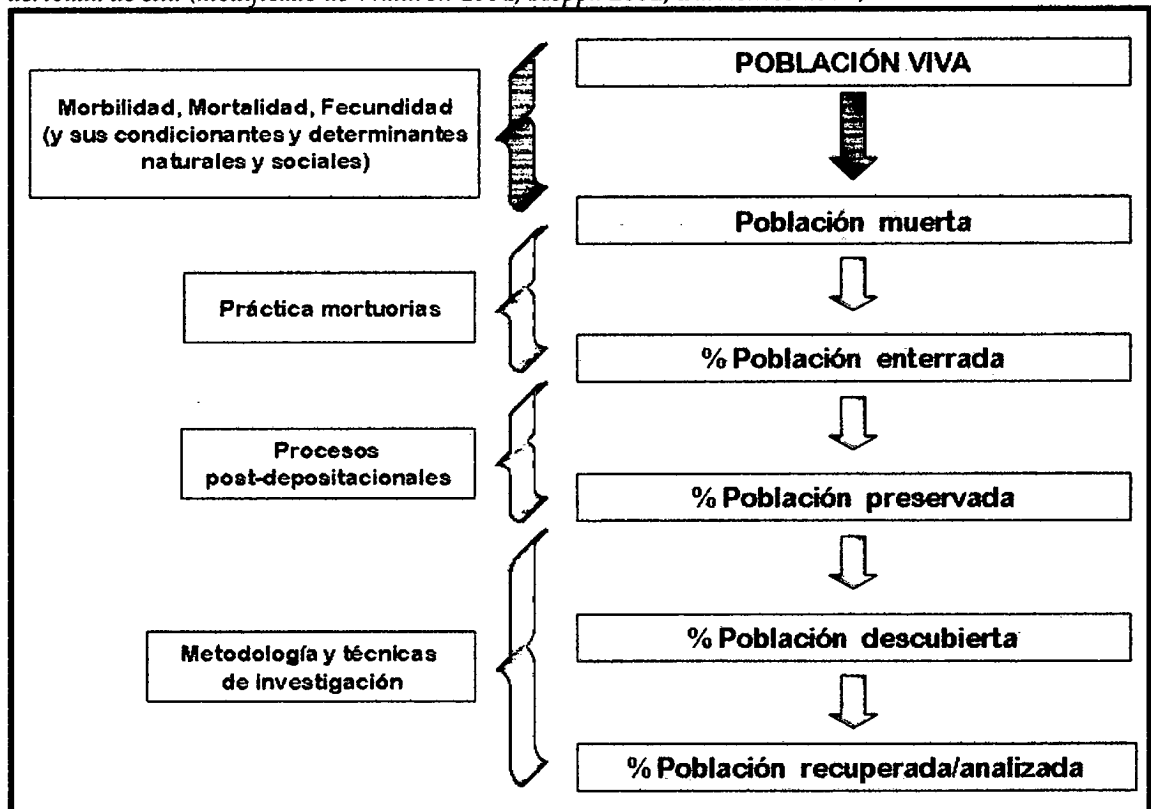 POBLACIÓN VIVA
Morbilidad, Mortalidad, Fecundidad
(y sus condicionantes y determinantes
naturales y sociales)
Población muerta
Práctica mortuorias
% Población enterrada
Procesos
post-depositacionales
% Población preservada
% Población descubierta
Metodología y técnicas
de investigación
% Población recuperada/analizada